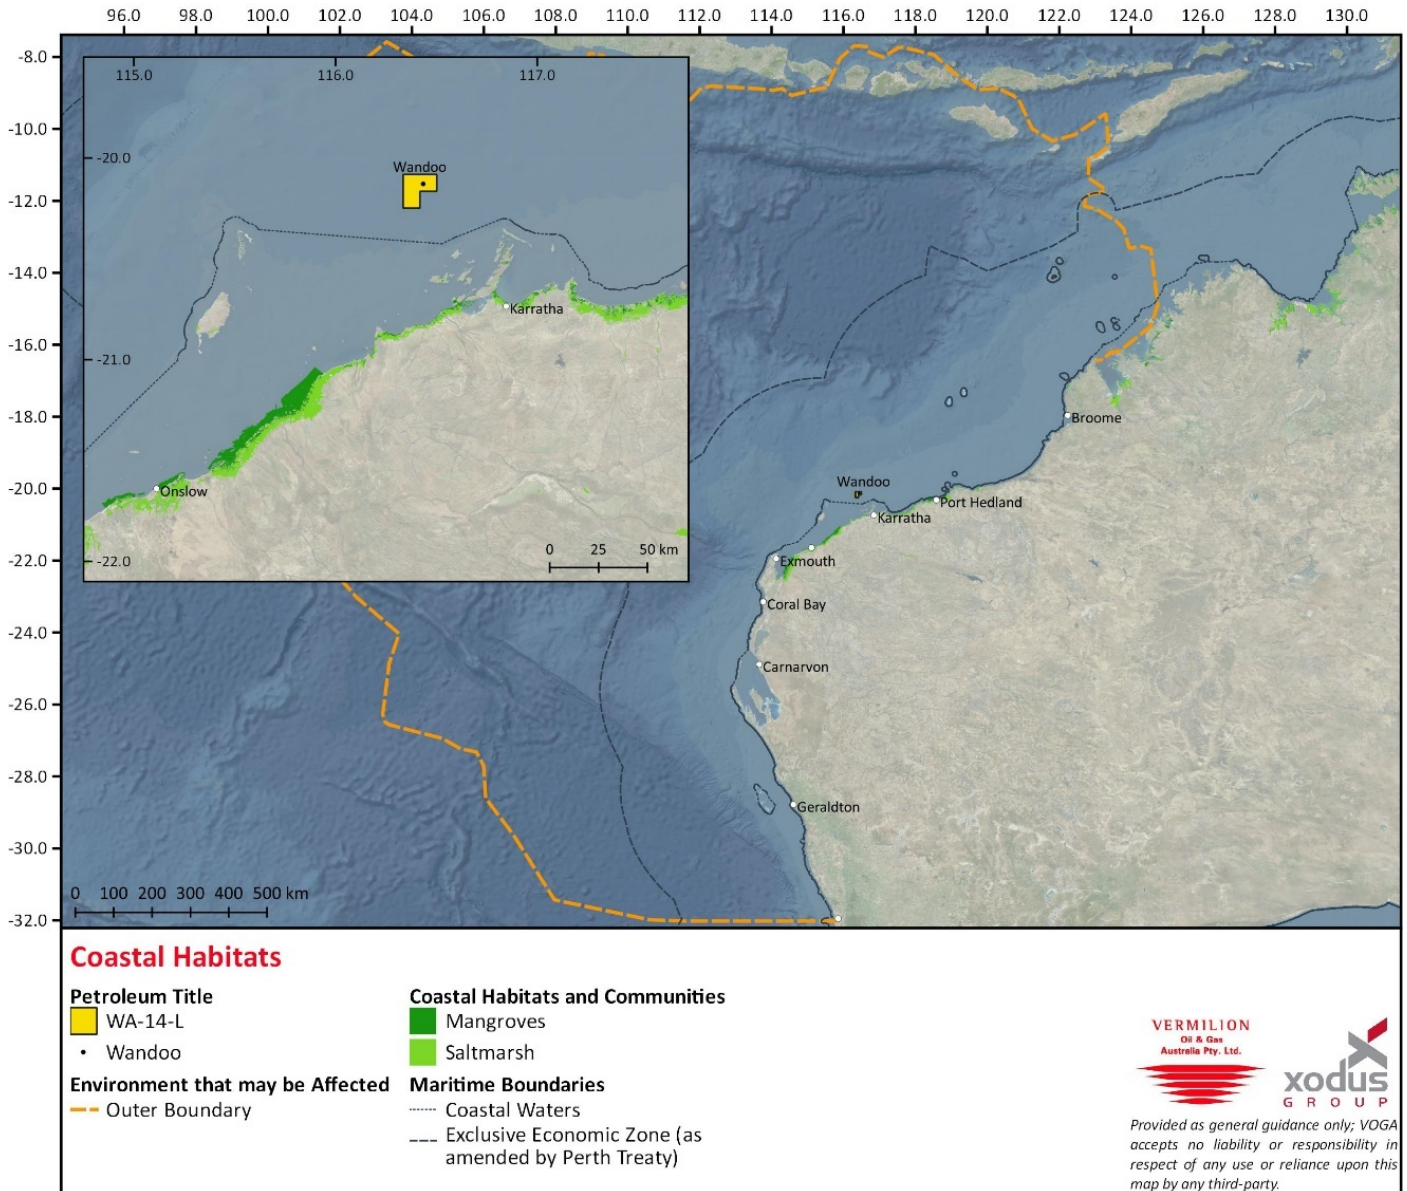 96.0 98.0 100.0 102.0 104.0 106.0 108.0 110.0 112.0 114.0 116.0 118.0 120.0 122.0 124.0 126.0 128.0 130.0
-8.0
-10.0
-12.0
-14.0
-16.0
-18.0
-20.0
-22.0
-24.0
-26.0
-28.0
-30.0
-32.0
115.0 116.0 117.0
-20.0
-21.0
-22.0
Wandoo
Karratha
Onslow
0 25 50 km
Broome
Wandoo
Port Hedland
Karratha
Exmouth
Coral Bay
Carnarvon
Geraldton
0 100 200 300 400 500 km
Coastal Habitats
Petroleum Title
WA-14-L
Wandoo
Environment that may be Affected
Outer Boundary
Coastal Habitats and Communities
Mangroves
Saltmarsh
Maritime Boundaries
Coastal Waters
Exclusive Economic Zone (as
amended by Perth Treaty)
VERMILION
Oil & Gas
Australia Pty. Ltd.
xodus
GROUP
Provided as general guidance only; VOGA
accepts no liability or responsibility in
respect of any use or reliance upon this
map by any third-party.